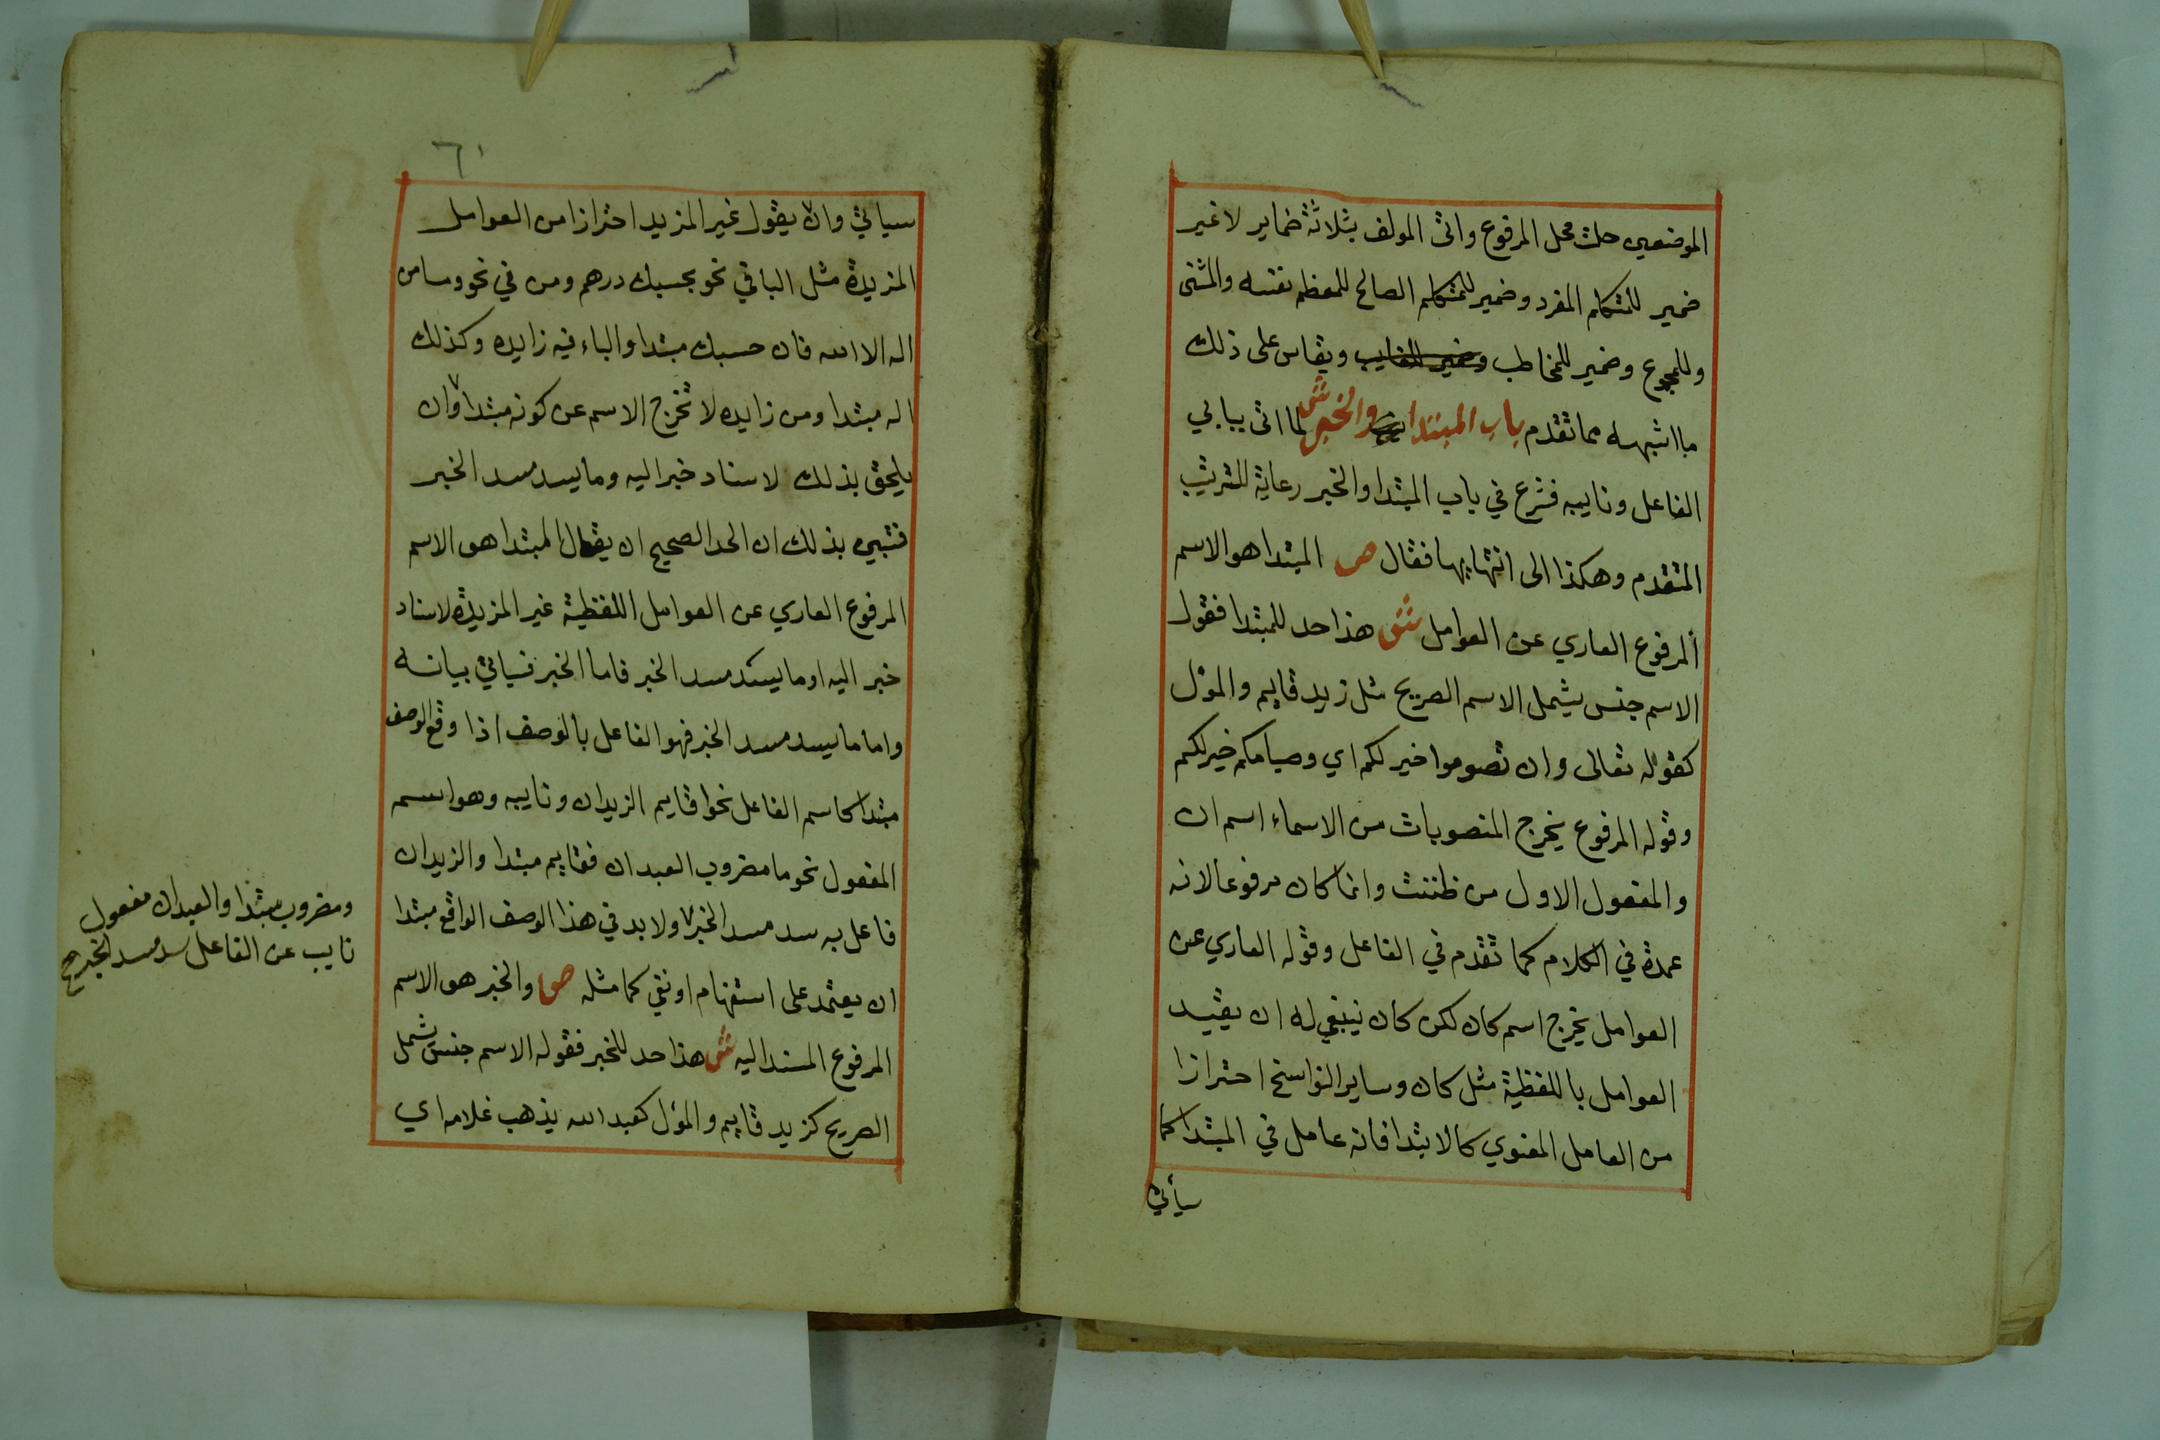 الموضعين حلت محل المرفوع واتى المولف بثلاثة ضماير لا غير
ضمير للمتكلم المفرد وضمير للمتكلم الصالح للمعظم نفسه والمثنى
وللمجموع وضمير للمخاطب وضمير للغايب ويقاس على ذلك
ما اشبهه مما تقدم باب المبتدا والخبر ش لما اتى ببابي
الفاعل ونايبه فشرع في باب المبتدا والخبر رعاية للترتيب
المتقدم وهكذا الى انتهايها فقال ص المبتدا هو الاسم
المرفوع العاري عن العوامل ش هذا حد للمبتدا فقوله
الاسم جنس يشمل الاسم الصريح مثل زيد قايم والمؤل
كقوله تعالى وان تصوموا خير لكم اي وصيامكم خير لكم
وقوله المرفوع يخرج المنصوبات من الاسماء اسم ان
والمفعول الاول من ظننت وانما كان مرفوعا لانه
عمدة في الكلام كما تقدم في الفاعل وقوله العاري عن
العوامل يخرج اسم كان لكن كان ينبغي له ان يقيد
العوامل باللفظية مثل كان وساير النواسخ احترازا
من العامل المعنوي كالابتدا فانه عامل في المبتدا كما
سيأتي
٦٠
سياتي وان يقول غير المزيد احترازا من العوامل
المزيدة مثل الباقي نحو بحسبك درهم ومن في نحو وما من
اله الا الله فان حسبك مبتدا والباء فيه زايده وكذلك
اله مبتدا ومن زايده لا تخرج الاسم عن كونه مبتدا وان
يلحق بذلك لاسناد خبر اليه وما يسد مسد الخبر
فتبين بذلك ان الحد الصحيح ان يقال المبتدا هو الاسم
المرفوع العاري عن العوامل اللفظية غير المزيدة لاسناد
خبر اليه او ما يسد مسد الخبر فاما الخبر فسياتي بيانه
واما ما يسد مسد الخبر فهو الفاعل بالوصف اذا وقع الوصف
مبتدا كاسم الفاعل نحو اقايم الزيدان ونايبه وهو اسم
المفعول نحو ما مضروب العبدان فقايم مبتدا والزيدان
فاعل به سد مسد الخبر ولا بد في هذا الوصف الواقع مبتدا
ان يعتمد على استفهام او نفي كما مثله ص والخبر هو الاسم
المرفوع المسند اليه ش هذا حد للخبر فقوله الاسم جنس يشمل
الصريح كزيد قايم والمؤل كعبد الله يذهب غلامه اي
ومضروب مبتدا والعبدان مفعول
نايب عن الفاعل سد مسد الخبر صح